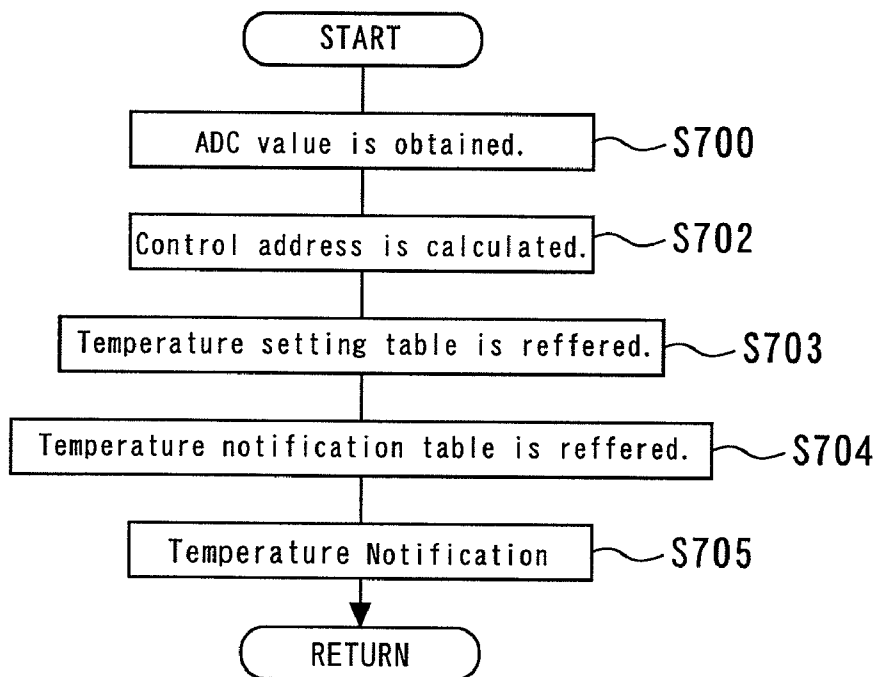 START
ADC value is obtained.
S700
Control address is calculated.
S702
Temperature setting table is reffered.
S703
Temperature notification table is reffered.
S704
Temperature Notification
S705
RETURN